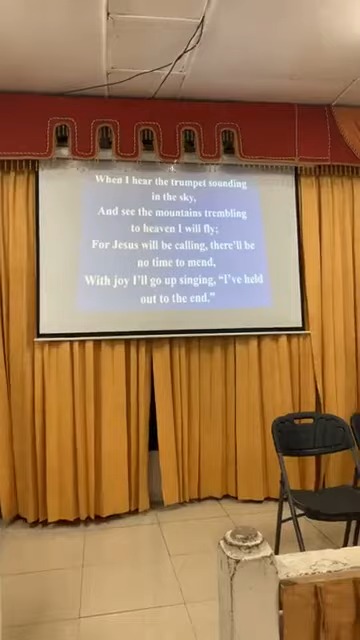 When I hear the trumpet sounding
in the sky,
And see the mountains trembling
to heaven I will fly;
For Jesus will be calling, there'll be
no time to mend,
With joy I'll go up singing, "I've held
out to the end."